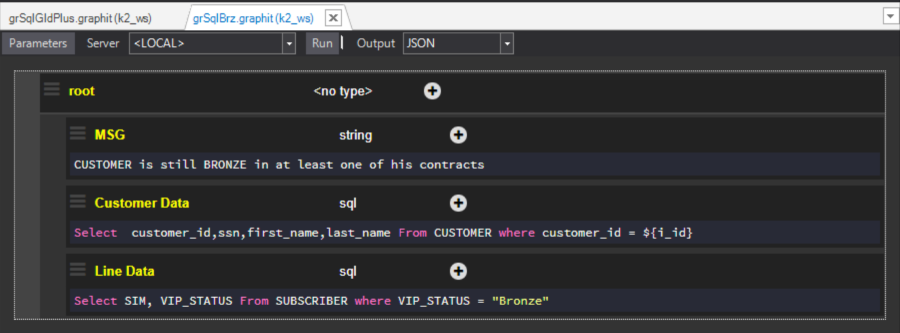 grSqlGldPlus.graphit (k2_ws) grSqlBrz.graphit (k2_ws)
Parameters Server <LOCAL> Run Output JSON
root <no type>
MSG string
CUSTOMER is still BRONZE in at least one of his contracts
Customer Data sql
Select customer_id,ssn,first_name,last_name From CUSTOMER where customer_id = ${i_id}
Line Data sql
Select SIM, VIP_STATUS From SUBSCRIBER where VIP_STATUS = "Bronze"